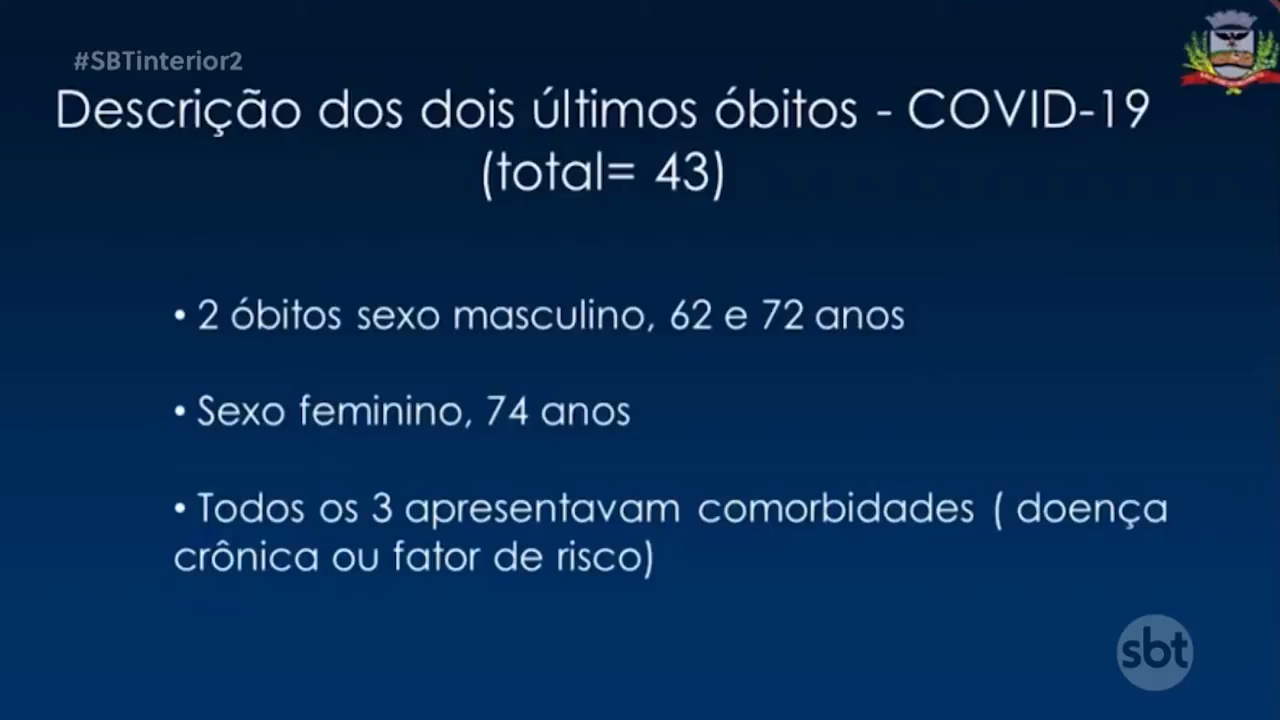 #SBTinterior2
Descrição dos dois últimos óbitos - COVID-19
(total= 43)
• 2 óbitos sexo masculino, 62 e 72 anos
• Sexo feminino, 74 anos
• Todos os 3 apresentavam comorbidades ( doença
crônica ou fator de risco)
sbt